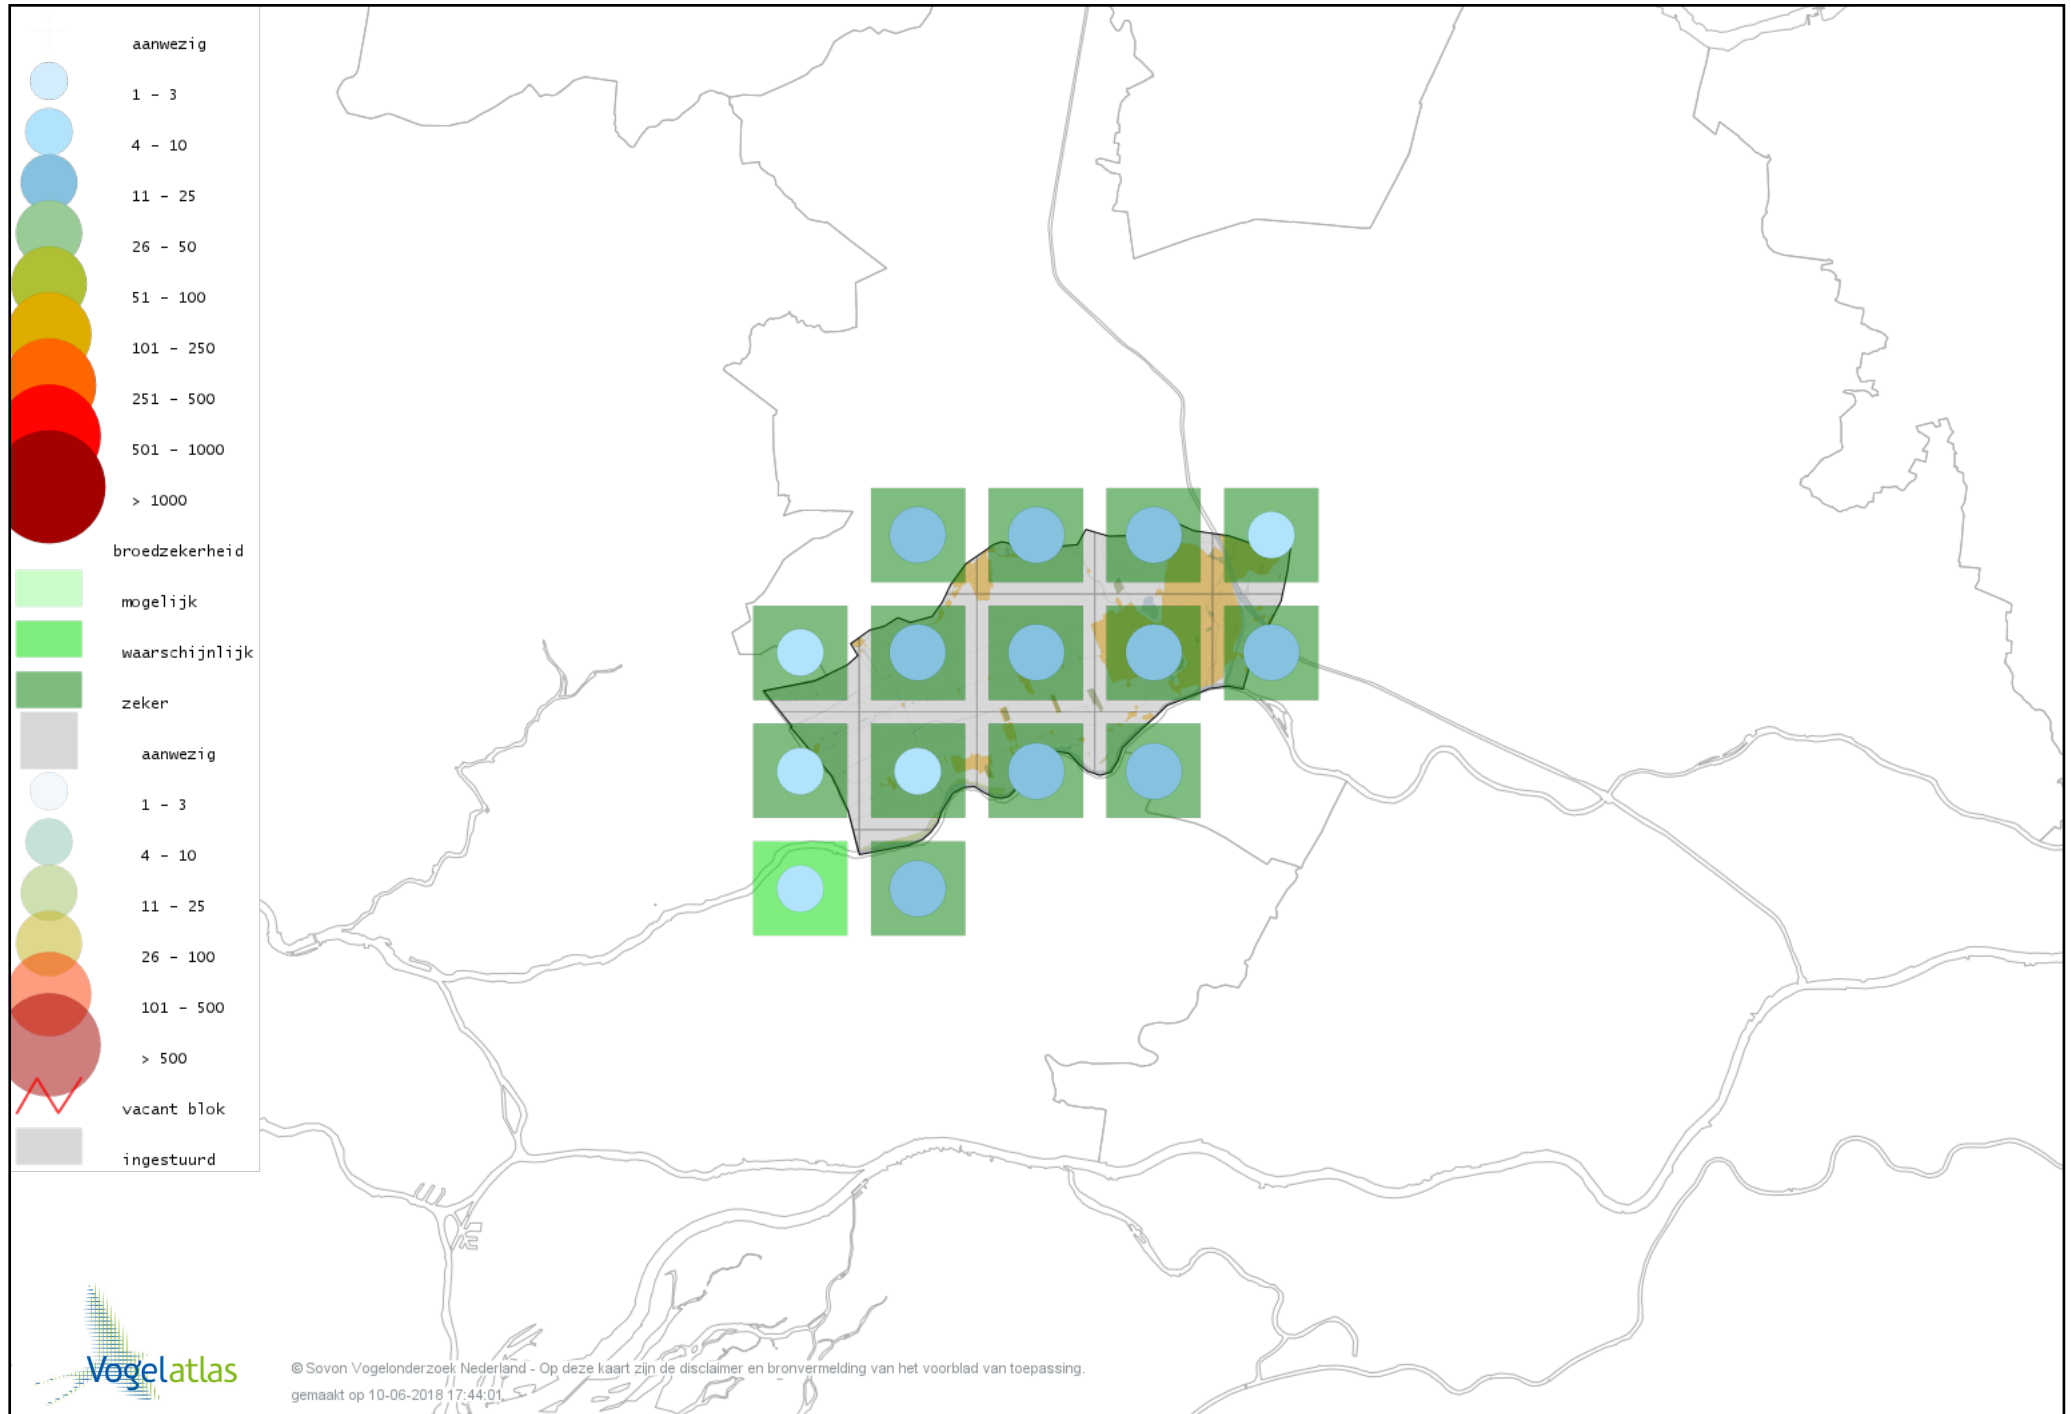 aanwezig
1 - 3
4 - 10
11 - 25
26 - 50
51 - 100
101 - 250
251 - 500
501 - 1000
> 1000
broedzekerheid
mogelijk
waarschijnlijk
zeker
aanwezig
1 - 3
4 - 10
11 - 25
26 - 100
101 - 500
> 500
vacant blok
ingestuurd
Vogelatlas
© Sovon Vogelonderzoek Nederland - Op deze kaart zijn de disclaimer en bronvermelding van het voorblad van toepassing.
gemaakt op 10-06-2018 17:44:01